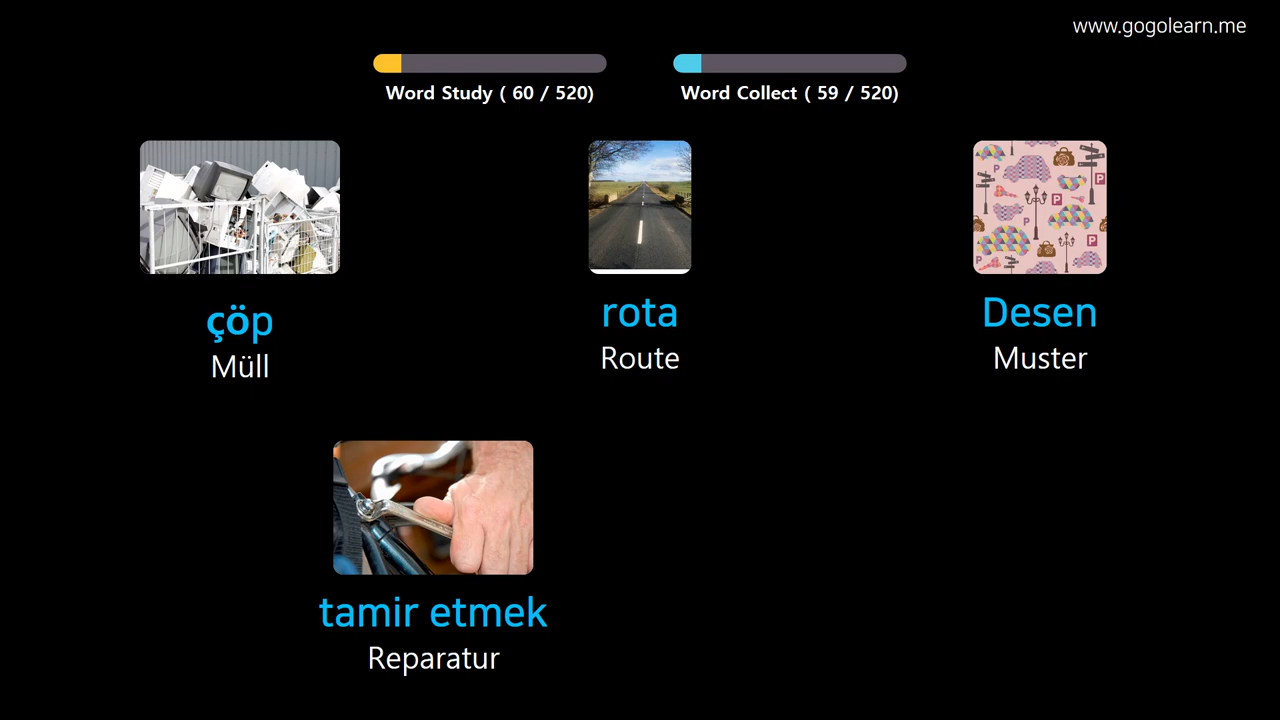 www.gogolearn.me
Word Study ( 60 / 520)
Word Collect ( 59 / 520)
çöp
Müll
rota
Route
Desen
Muster
tamir etmek
Reparatur